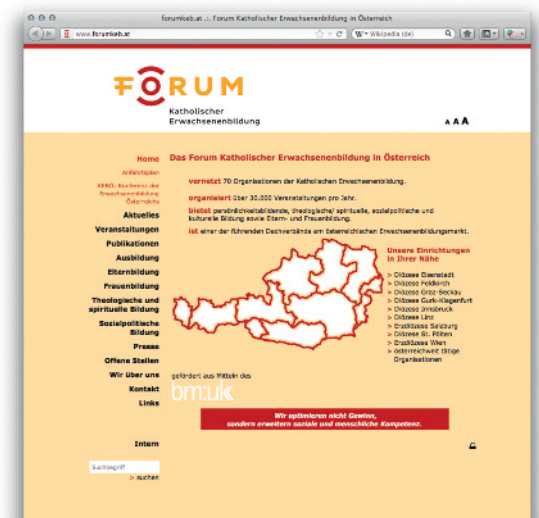 forumkeb.at .:. Forum Katholischer Erwachsenenbildung in Österreich
www.forumkeb.at
Wikipedia (de)
FORUM
Katholischer
Erwachsenenbildung
A A A
Home
Anfahrtsplan
KEBÖ: Konferenz der
Erwachsenenbildung
Österreichs
Aktuelles
Veranstaltungen
Publikationen
Ausbildung
Elternbildung
Frauenbildung
Theologische und
spirituelle Bildung
Sozialpolitische
Bildung
Presse
Offene Stellen
Wir über uns
Kontakt
Links
Intern
Suchbegriff
> suchen
Das Forum Katholischer Erwachsenenbildung in Österreich
vernetzt 70 Organisationen der Katholischen Erwachsenenbildung.
organisiert über 30.000 Veranstaltungen pro Jahr.
bietet persönlichkeitsbildende, theologische/ spirituelle, sozialpolitische und
kulturelle Bildung sowie Eltern- und Frauenbildung.
ist einer der führenden Dachverbände am österreichischen Erwachsenenbildungsmarkt.
Unsere Einrichtungen
in Ihrer Nähe
> Diözese Eisenstadt
> Diözese Feldkirch
> Diözese Graz-Seckau
> Diözese Gurk-Klagenfurt
> Diözese Innsbruck
> Diözese Linz
> Erzdiözese Salzburg
> Diözese St. Pölten
> Erzdiözese Wien
> österreichweit tätige
Organisationen
gefördert aus Mitteln des
bm:uk
Wir optimieren nicht Gewinn,
sondern erweitern soziale und menschliche Kompetenz.